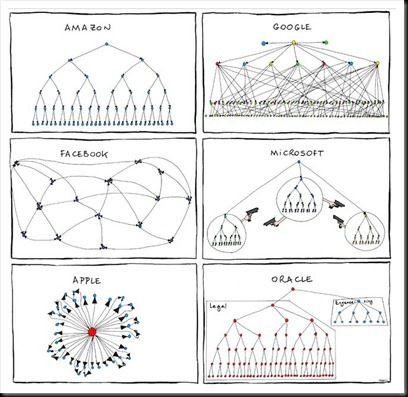 AMAZON
GOOGLE
FACEBOOK
MICROSOFT
APPLE
ORACLE
Legal
Engineering